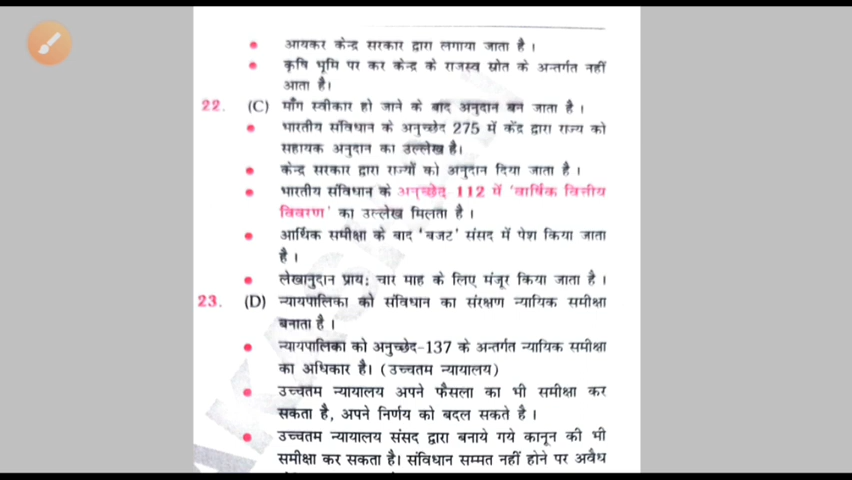 • आयकर केन्द्र सरकार द्वारा लगाया जाता है ।
• कृषि भूमि पर कर केन्द्र के राजस्व स्रोत के अन्तर्गत नहीं
आता है।
22. (C) माँग स्वीकार हो जाने के बाद अनुदान बन जाता है ।
• भारतीय संविधान के अनुच्छेद 275 में केंद्र द्वारा राज्य को
सहायक अनुदान का उल्लेख है।
• केन्द्र सरकार द्वारा राज्यों को अनुदान दिया जाता है ।
• भारतीय संविधान के अनुच्छेद-112 में 'वार्षिक वित्तीय
विवरण' का उल्लेख मिलता है ।
• आर्थिक समीक्षा के बाद 'बजट' संसद में पेश किया जाता
है ।
• लेखानुदान प्राय: चार माह के लिए मंजूर किया जाता है ।
23. (D) न्यायपालिका को संविधान का संरक्षण न्यायिक समीक्षा
बनाता है ।
• न्यायपालिका को अनुच्छेद-137 के अन्तर्गत न्यायिक समीक्षा
का अधिकार है। (उच्चतम न्यायालय)
• उच्चतम न्यायालय अपने फैसला का भी समीक्षा कर
सकता है, अपने निर्णय को बदल सकते है ।
• उच्चतम न्यायालय संसद द्वारा बनाये गये कानून की भी
समीक्षा कर सकता है। संविधान सम्मत नहीं होने पर अवैध